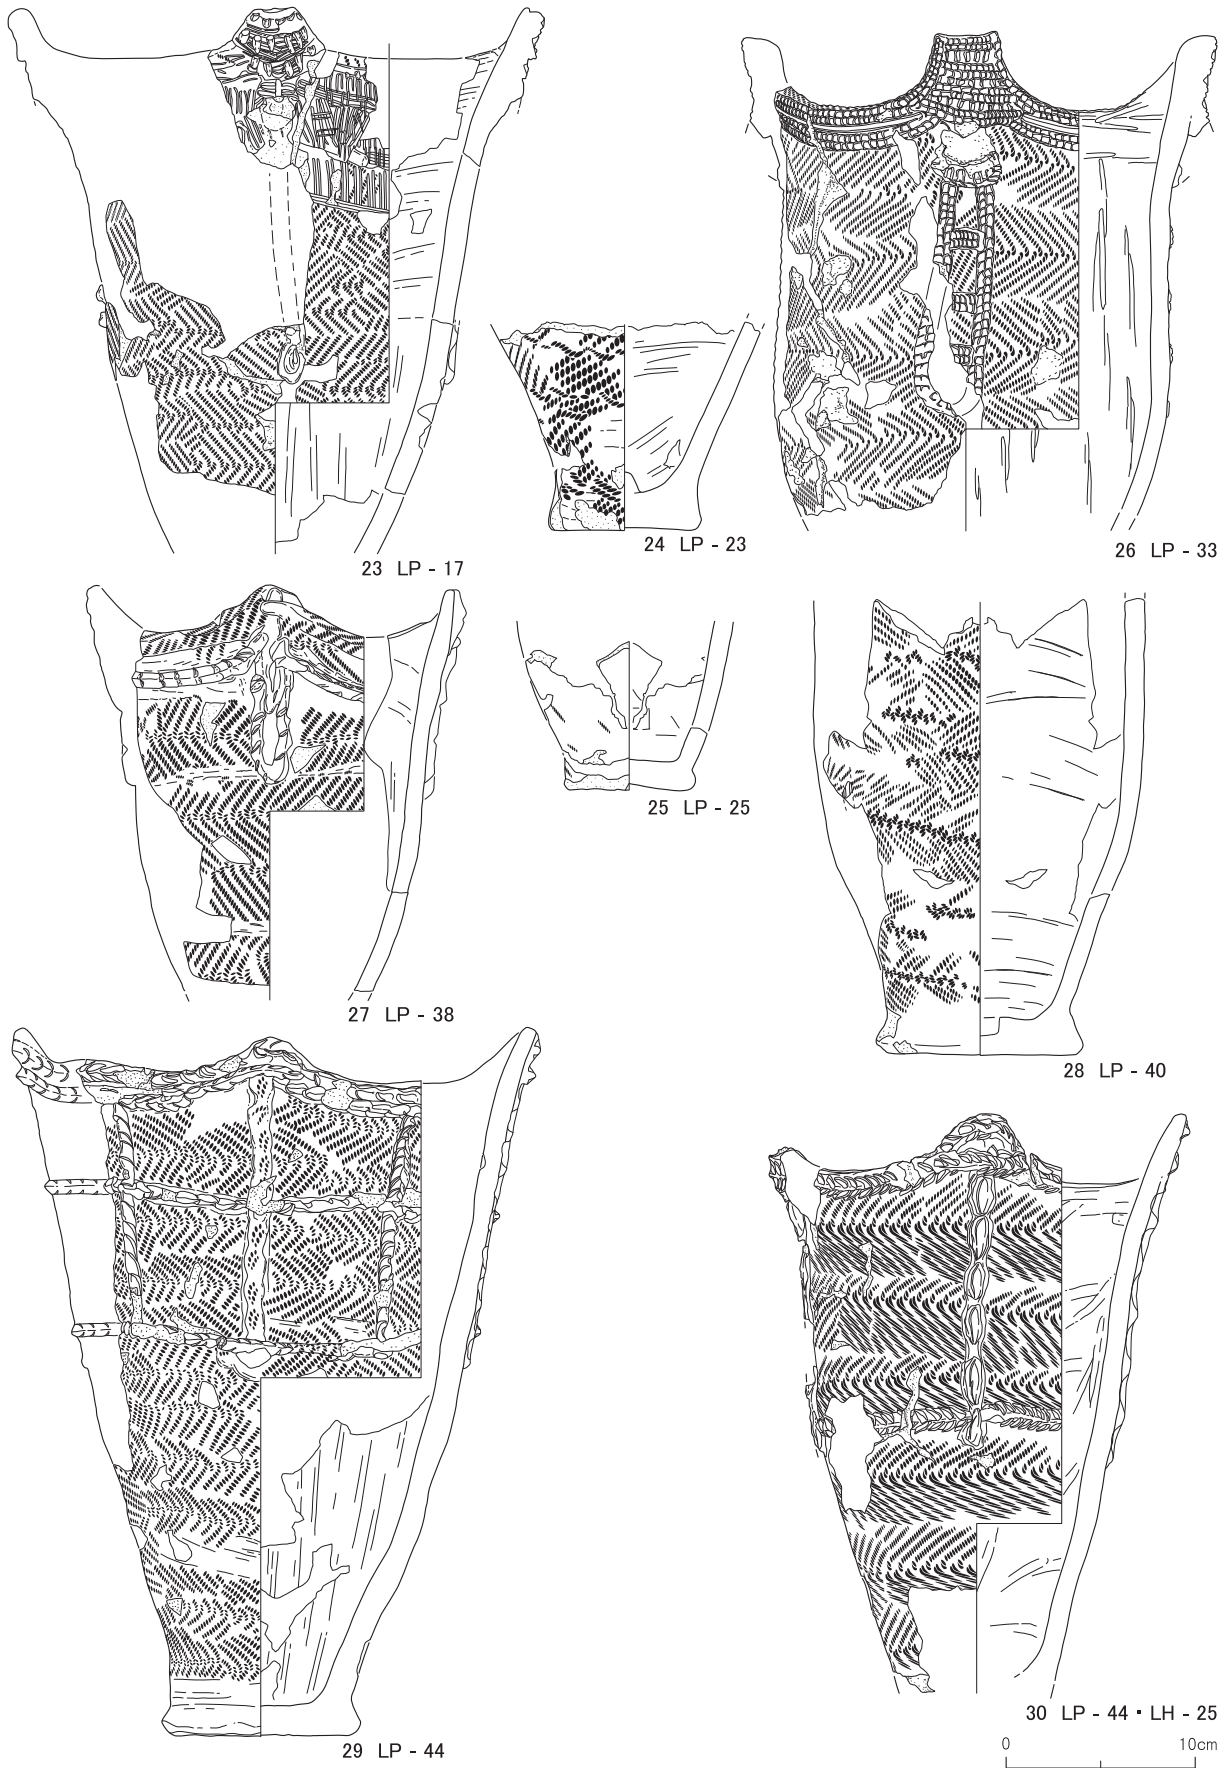 23 LP - 17
24 LP - 23
26 LP - 33
25 LP - 25
27 LP - 38
28 LP - 40
29 LP - 44
30 LP - 44・LH - 25
0 10cm